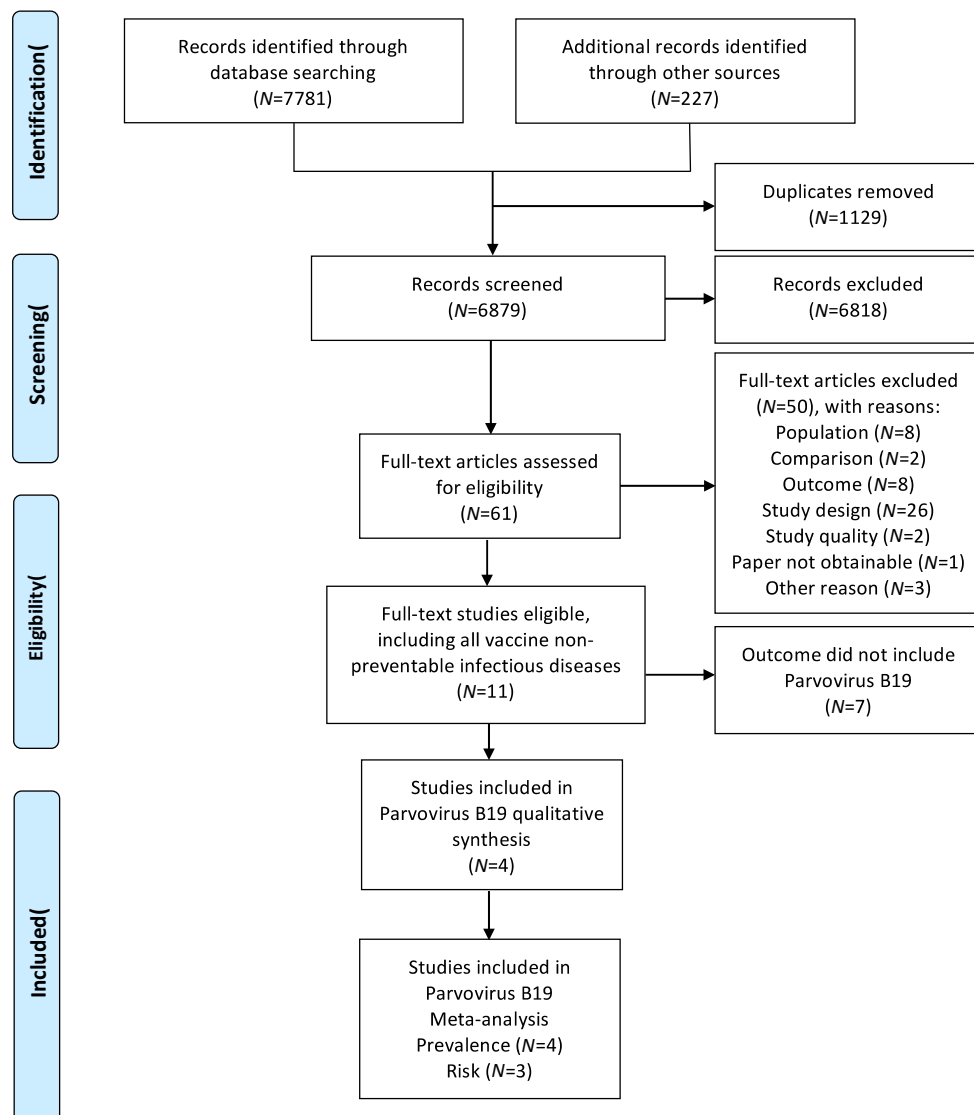 Identification(
Records identified through
database searching
(N=7781)
Additional records identified
through other sources
(N=227)
Duplicates removed
(N=1129)
Screening(
Records screened
(N=6879)
Records excluded
(N=6818)
Full-text articles assessed
for eligibility
(N=61)
Full-text articles excluded
(N=50), with reasons:
Population (N=8)
Comparison (N=2)
Outcome (N=8)
Study design (N=26)
Study quality (N=2)
Paper not obtainable (N=1)
Other reason (N=3)
Eligibility(
Full-text studies eligible,
including all vaccine non-
preventable infectious diseases
(N=11)
Outcome did not include
Parvovirus B19
(N=7)
Included(
Studies included in
Parvovirus B19 qualitative
synthesis
(N=4)
Studies included in
Parvovirus B19
Meta-analysis
Prevalence (N=4)
Risk (N=3)